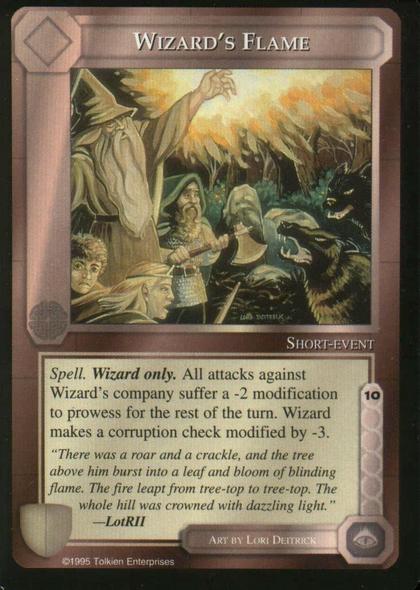 WIZARD'S FLAME
LORI DEITRICK
SHORT-EVENT
Spell. Wizard only. All attacks against
Wizard's company suffer a -2 modification
to prowess for the rest of the turn. Wizard
makes a corruption check modified by -3.
10
"There was a roar and a crackle, and the tree
above him burst into a leaf and bloom of blinding
flame. The fire leapt from tree-top to tree-top. The
whole hill was crowned with dazzling light."
—LotRII
ART BY LORI DEITRICK
©1995 Tolkien Enterprises